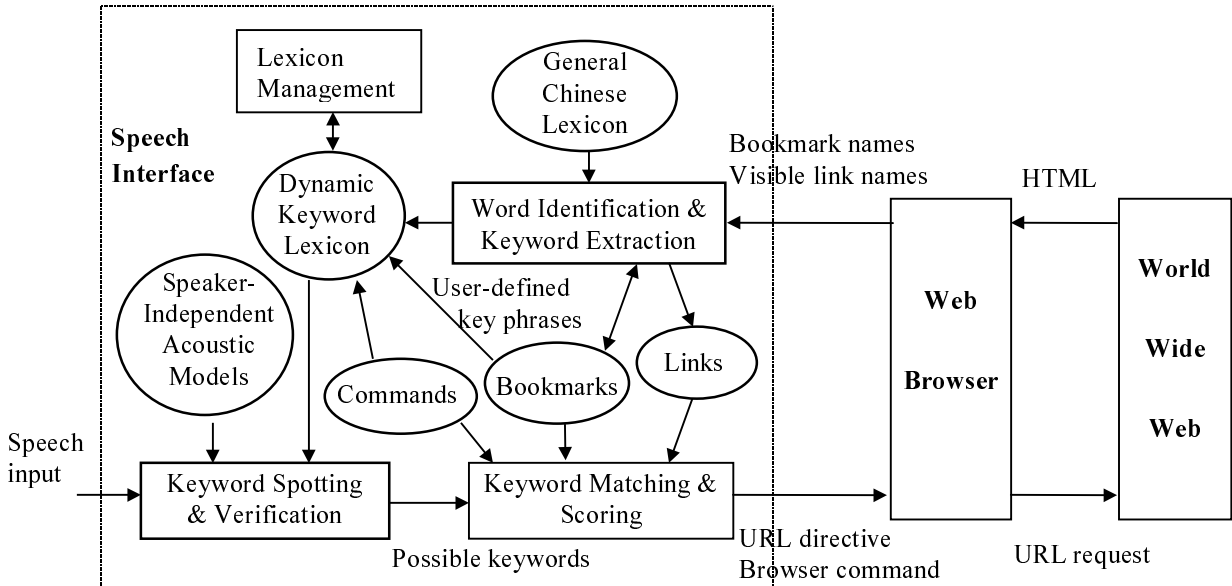 Lexicon
Management
General
Chinese
Lexicon
Speech
Interface
Bookmark names
Visible link names
HTML
Dynamic
Keyword
Lexicon
Word Identification &
Keyword Extraction
Speaker-
Independent
Acoustic
Models
User-defined
key phrases
Web
Browser
World
Wide
Web
Commands
Bookmarks
Links
Speech
input
Keyword Spotting
& Verification
Keyword Matching &
Scoring
Possible keywords
URL directive
Browser command
URL request